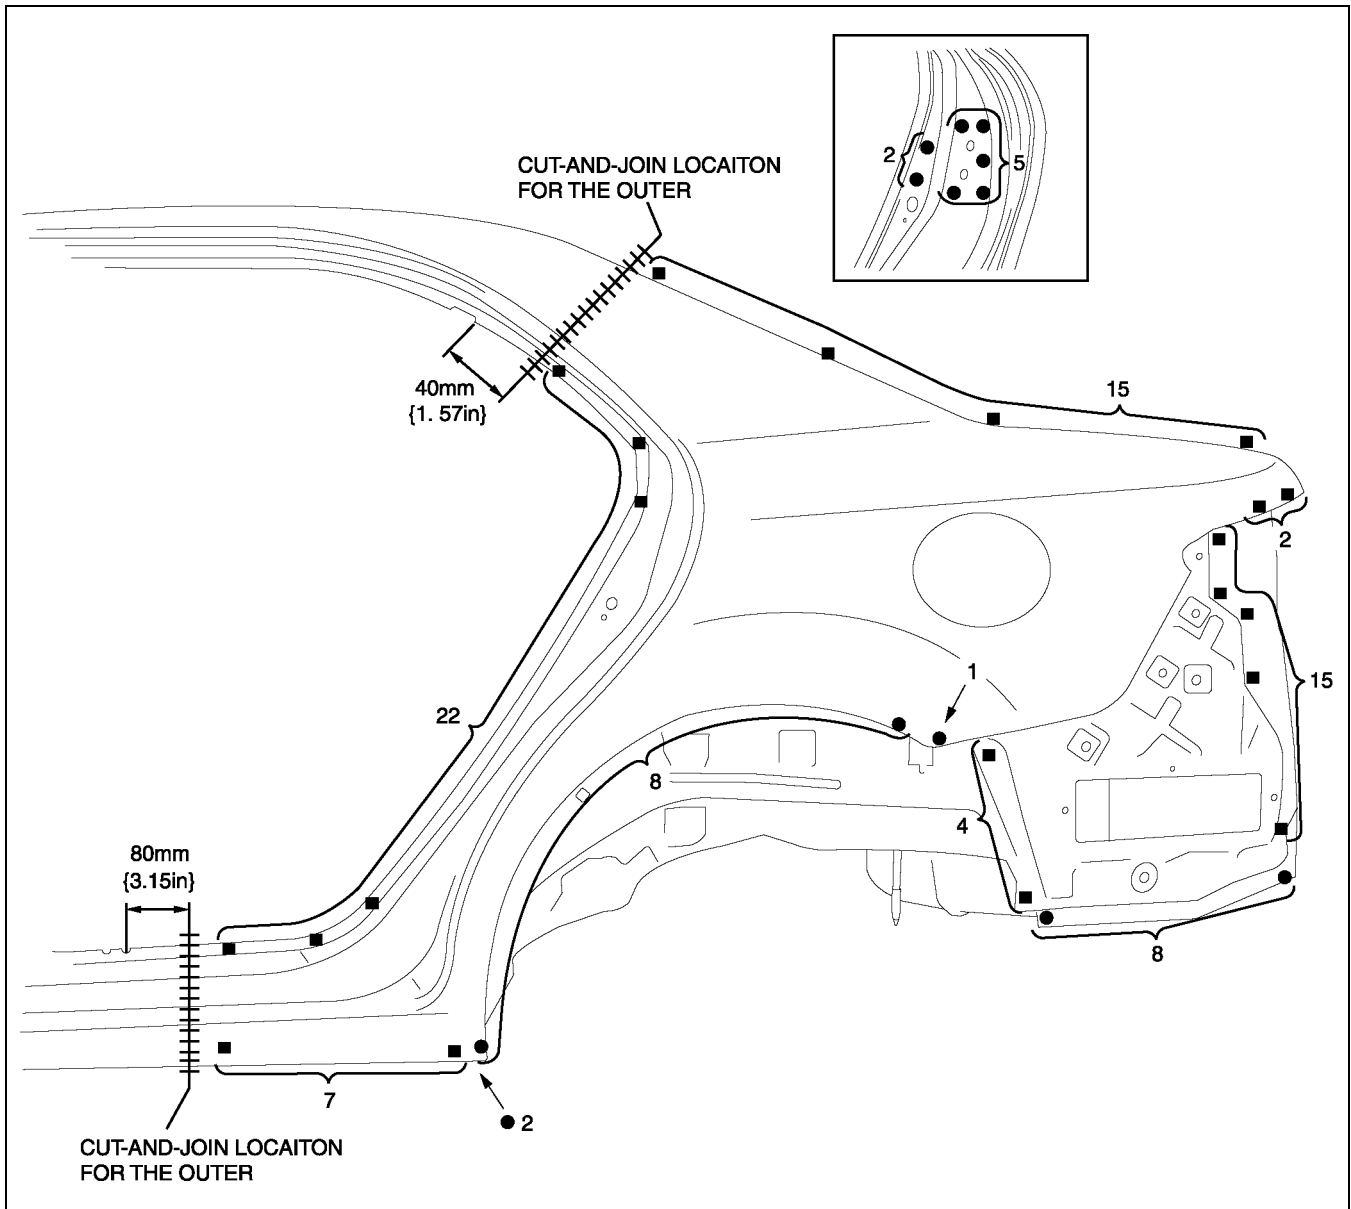 2
5
CUT-AND-JOIN LOCAITON
FOR THE OUTER
40mm
{1. 57in}
15
2
1
15
22
8
4
80mm
{3.15in}
8
7
2
CUT-AND-JOIN LOCAITON
FOR THE OUTER